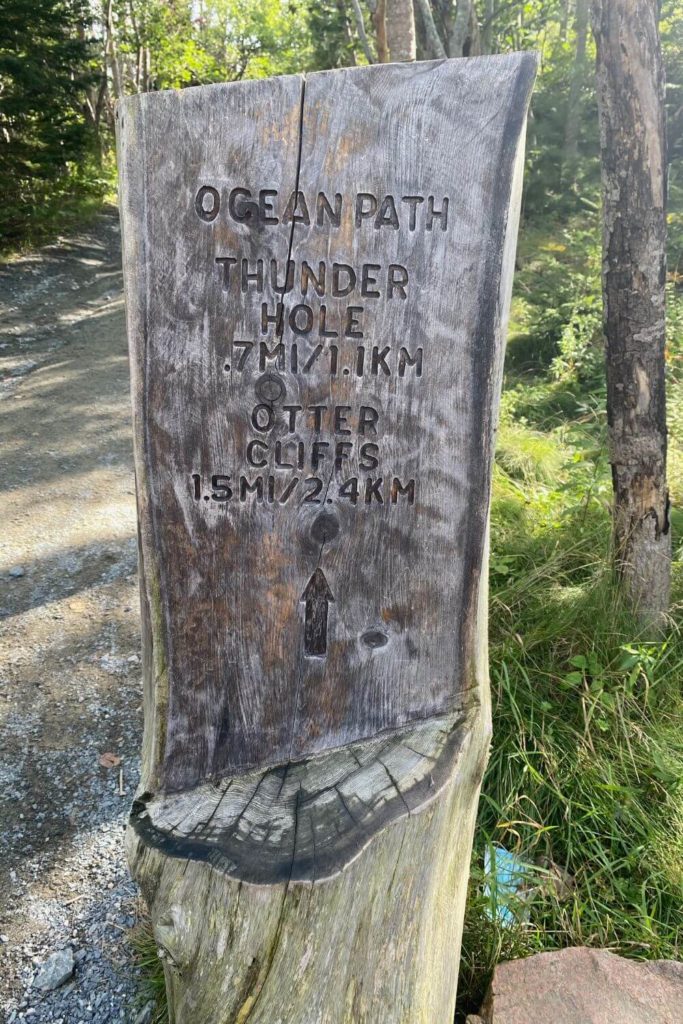 OCEAN PATH
THUNDER
HOLE
.7MI/1.1KM
OTTER
CLIFFS
1.5MI/2.4KM